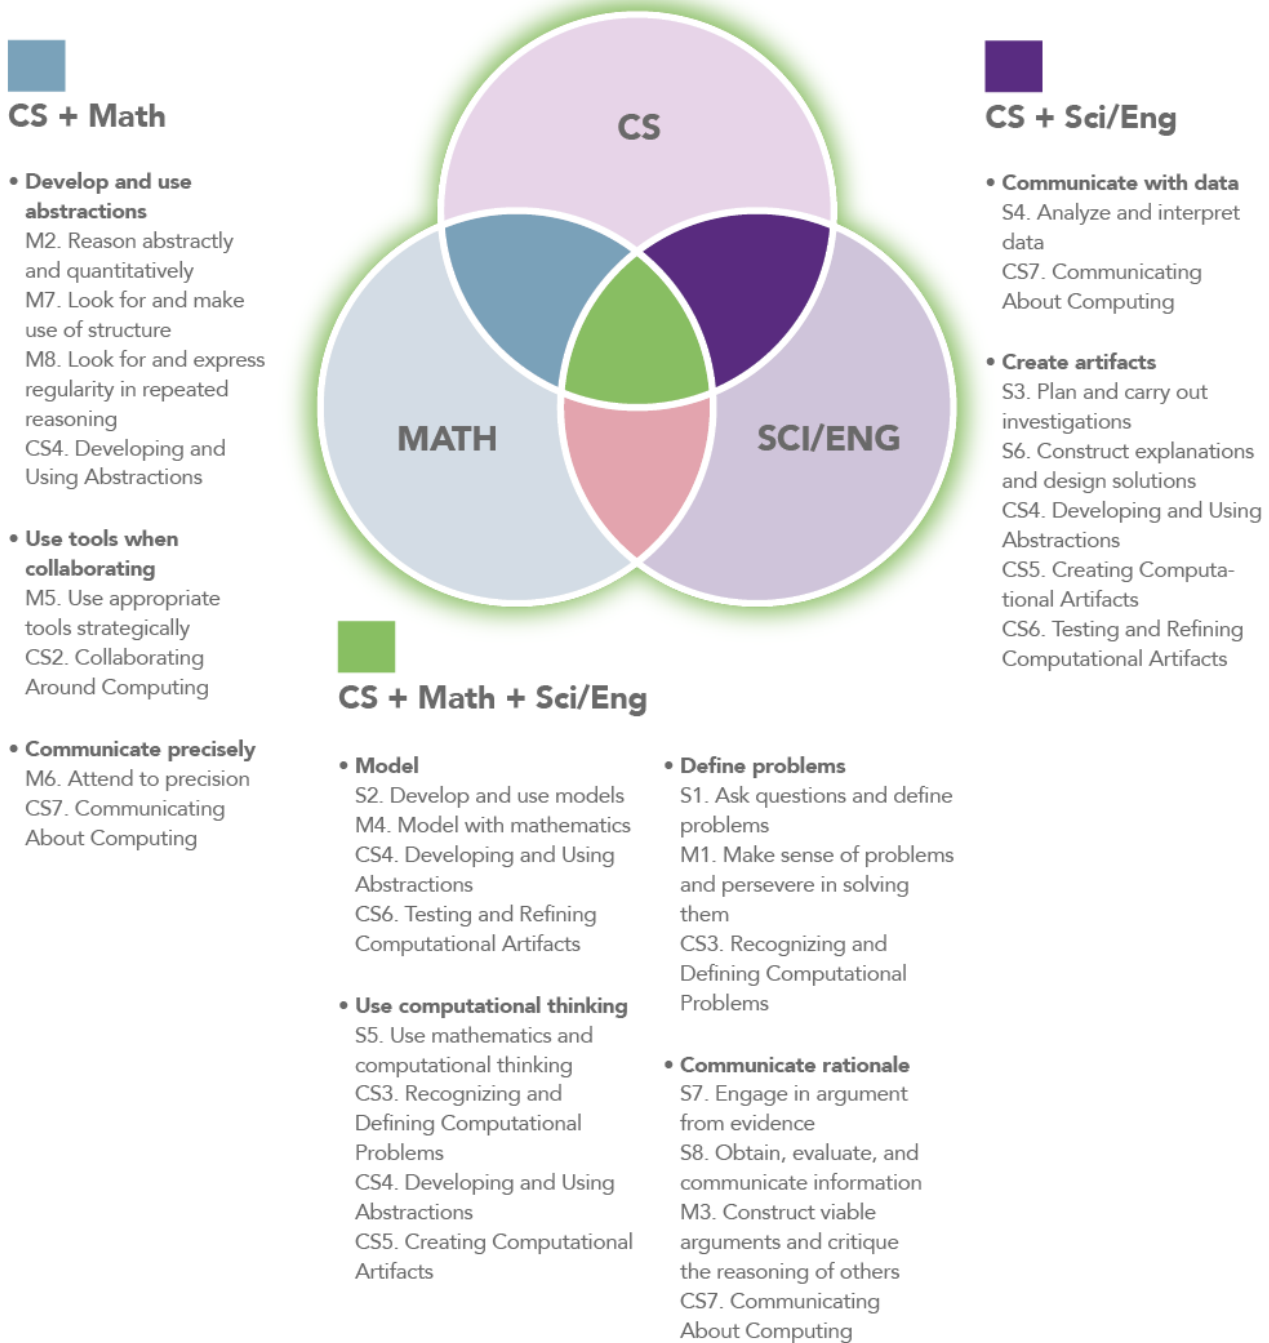 CS + Math
• Develop and use
abstractions
M2. Reason abstractly
and quantitatively
M7. Look for and make
use of structure
M8. Look for and express
regularity in repeated
reasoning
CS4. Developing and
Using Abstractions
• Use tools when
collaborating
M5. Use appropriate
tools strategically
CS2. Collaborating
Around Computing
• Communicate precisely
M6. Attend to precision
CS7. Communicating
About Computing
CS
MATH
SCI/ENG
CS + Sci/Eng
• Communicate with data
S4. Analyze and interpret
data
CS7. Communicating
About Computing
• Create artifacts
S3. Plan and carry out
investigations
S6. Construct explanations
and design solutions
CS4. Developing and Using
Abstractions
CS5. Creating Computa-
tional Artifacts
CS6. Testing and Refining
Computational Artifacts
CS + Math + Sci/Eng
• Model
S2. Develop and use models
M4. Model with mathematics
CS4. Developing and Using
Abstractions
CS6. Testing and Refining
Computational Artifacts
• Use computational thinking
S5. Use mathematics and
computational thinking
CS3. Recognizing and
Defining Computational
Problems
CS4. Developing and Using
Abstractions
CS5. Creating Computational
Artifacts
• Define problems
S1. Ask questions and define
problems
M1. Make sense of problems
and persevere in solving
them
CS3. Recognizing and
Defining Computational
Problems
• Communicate rationale
S7. Engage in argument
from evidence
S8. Obtain, evaluate, and
communicate information
M3. Construct viable
arguments and critique
the reasoning of others
CS7. Communicating
About Computing